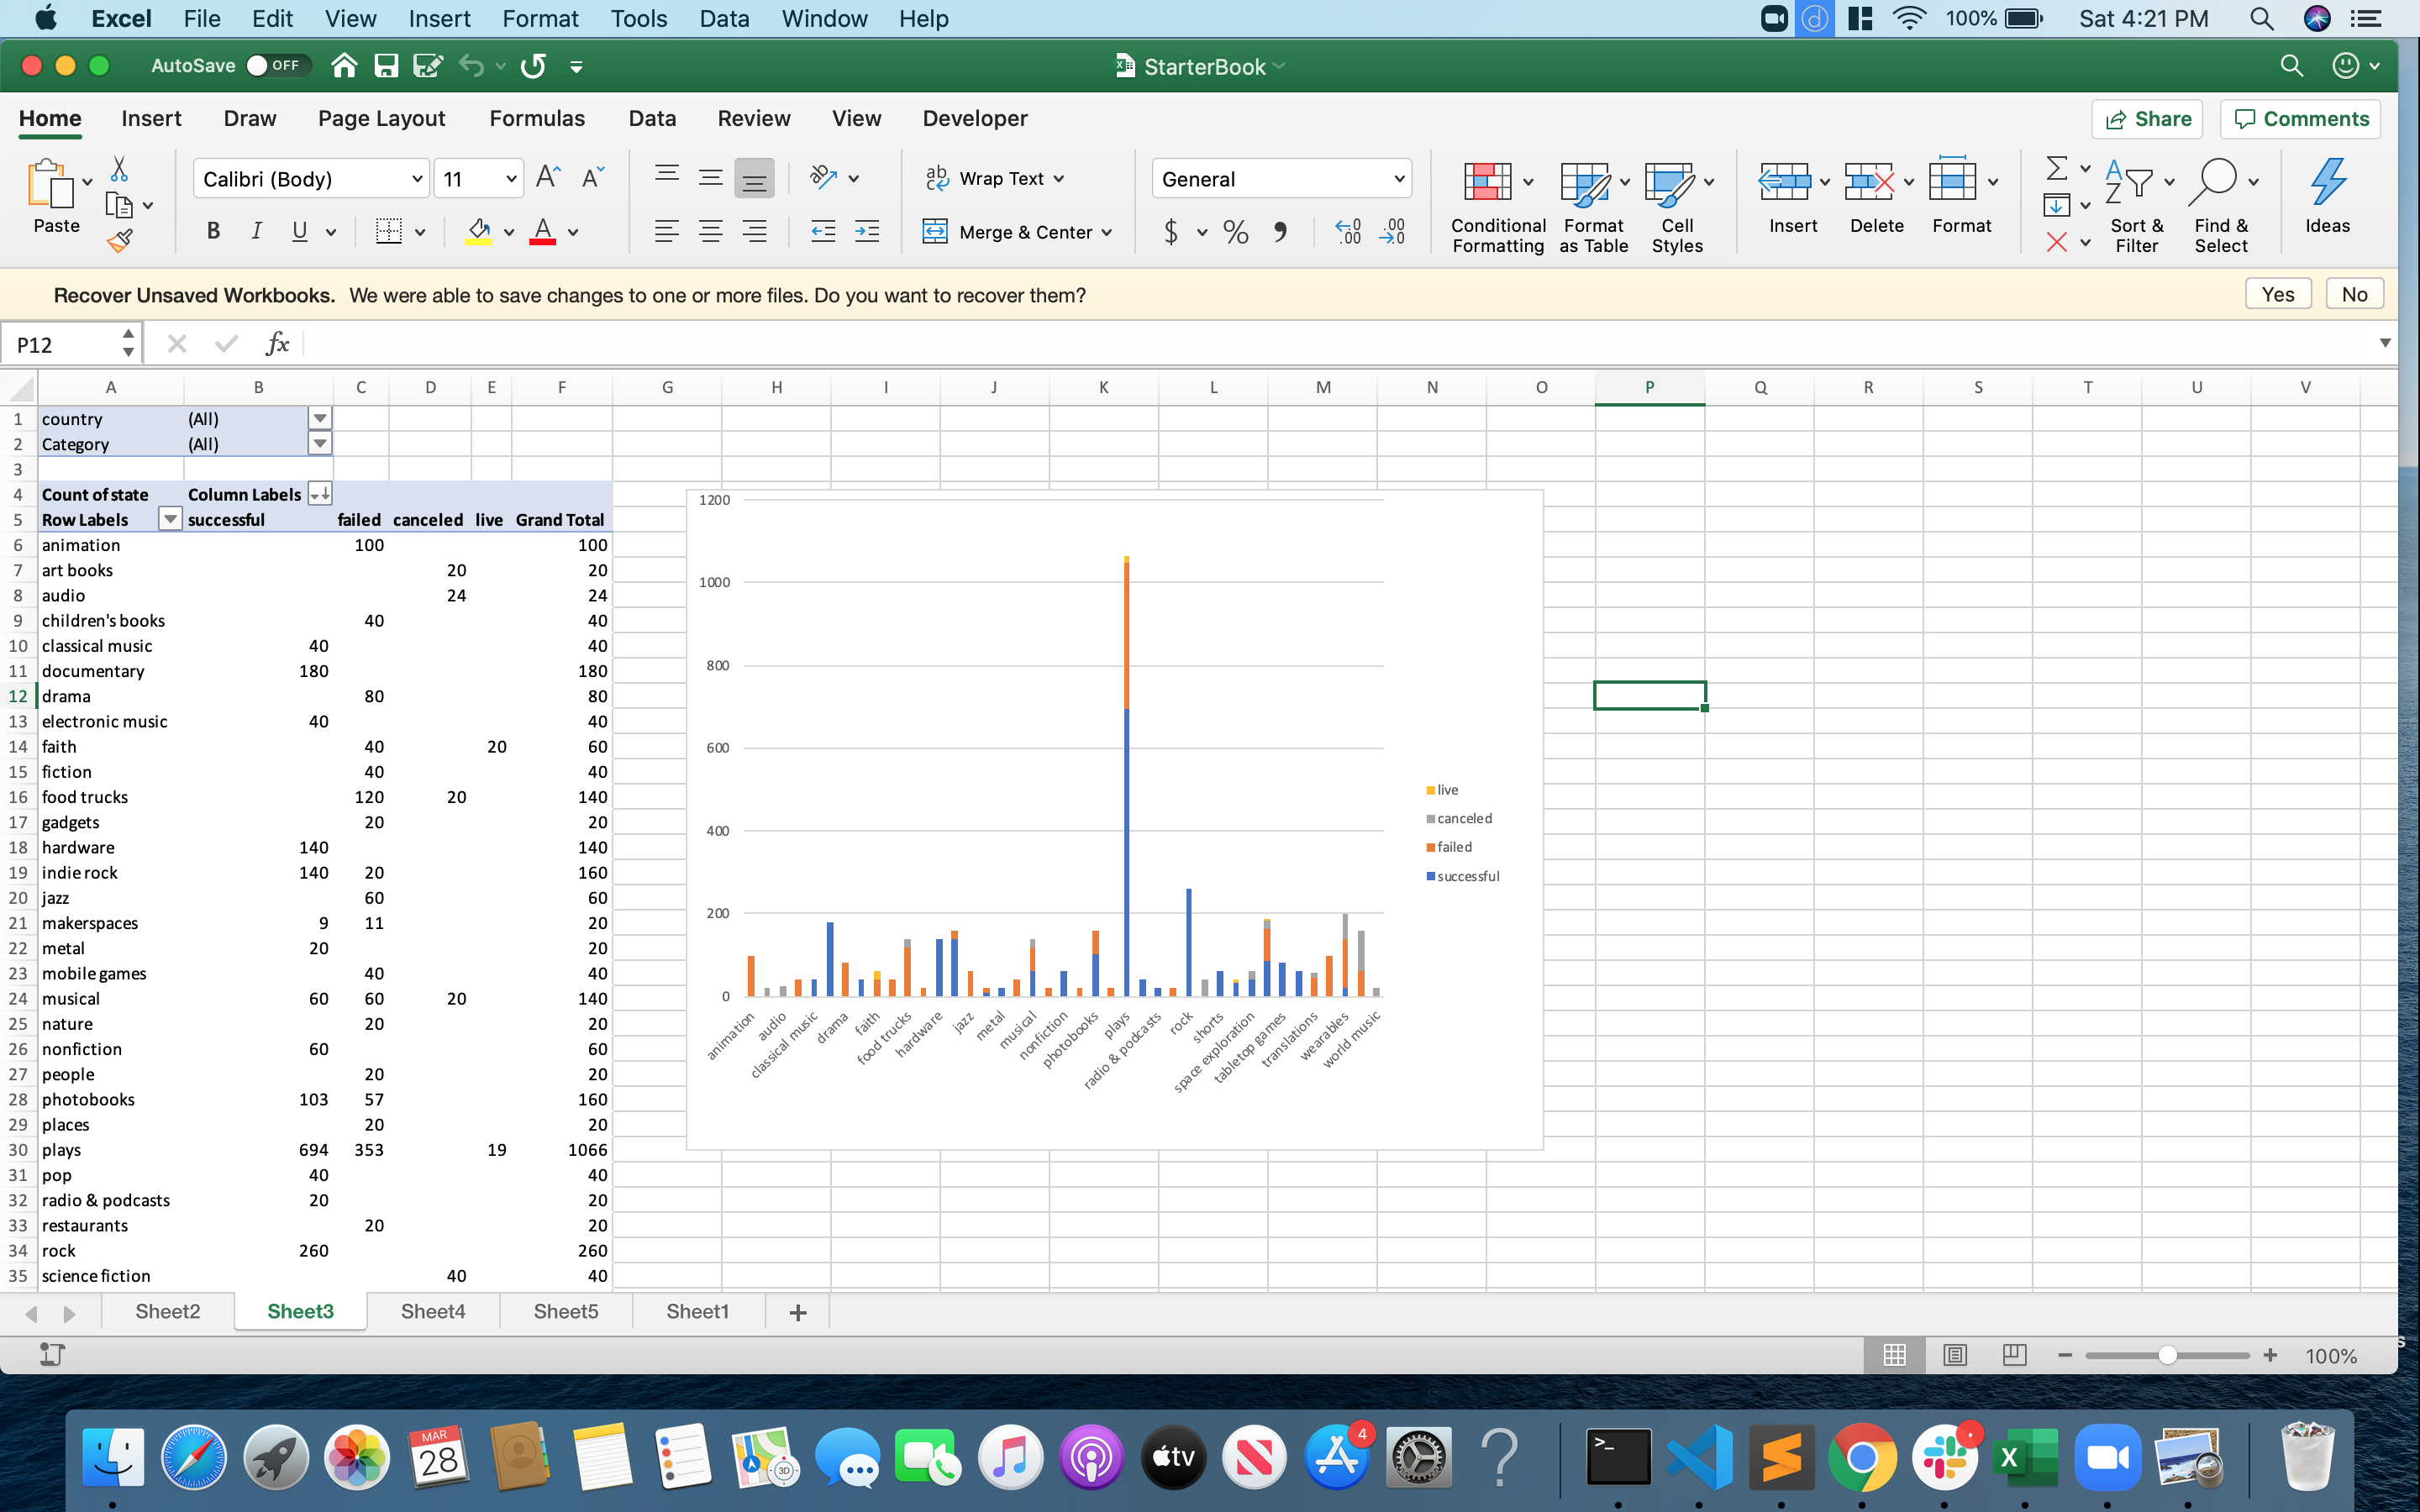 Excel File Edit View Insert Format Tools Data Window Help 100% Sat 4:21 PM
AutoSave OFF StarterBook
Home Insert Draw Page Layout Formulas Data Review View Developer Share Comments
Paste Calibri (Body) 11 Wrap Text General
Merge & Center
Conditional Formatting Format as Table Cell Styles Insert Delete Format Sort & Filter Find & Select Ideas
Recover Unsaved Workbooks. We were able to save changes to one or more files. Do you want to recover them? Yes No
P12 fx
A B C D E F G H I J K L M N O P Q R S T U V
1 country (All)
2 Category (All)
3
4 Count of state Column Labels
5 Row Labels successful failed canceled live Grand Total
6 animation 100 100
7 art books 20 20
8 audio 24 24
9 children's books 40 40
10 classical music 40 40
11 documentary 180 180
12 drama 80 80
13 electronic music 40 40
14 faith 40 20 60
15 fiction 40 40
16 food trucks 120 20 140
17 gadgets 20 20
18 hardware 140 140
19 indie rock 140 20 160
20 jazz 60 60
21 makerspaces 9 11 20
22 metal 20 20
23 mobile games 40 40
24 musical 60 60 20 140
25 nature 20 20
26 nonfiction 60 60
27 people 20 20
28 photobooks 103 57 160
29 places 20 20
30 plays 694 353 19 1066
31 pop 40 40
32 radio & podcasts 20 20
33 restaurants 20 20
34 rock 260 260
35 science fiction 40 40
1200
1000
800
600
400
200
0
animation
audio
classical music
drama
faith
food trucks
hardware
jazz
metal
musical
nonfiction
photobooks
plays
radio & podcasts
rock
shorts
space exploration
tabletop games
translations
wearables
world music
live
canceled
failed
successful
Sheet2 Sheet3 Sheet4 Sheet5 Sheet1 +
100%
MAR
28
3D
tv
4